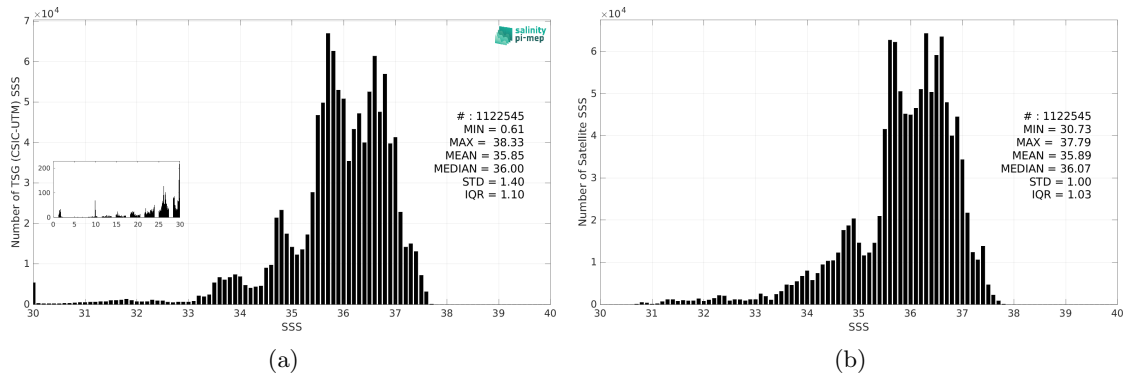 ×10⁴
7
6
5
4
3
2
1
0
Number of TSG (CSIC-UTM) SSS
salinity
pi-mep
# : 1122545
MIN = 0.61
MAX = 38.33
MEAN = 35.85
MEDIAN = 36.00
STD = 1.40
IQR = 1.10
200
100
0
0 5 10 15 20 25 30
30 31 32 33 34 35 36 37 38 39 40
SSS
(a)
×10⁴
6
5
4
3
2
1
0
Number of Satellite SSS
# : 1122545
MIN = 30.73
MAX = 37.79
MEAN = 35.89
MEDIAN = 36.07
STD = 1.00
IQR = 1.03
30 31 32 33 34 35 36 37 38 39 40
SSS
(b)